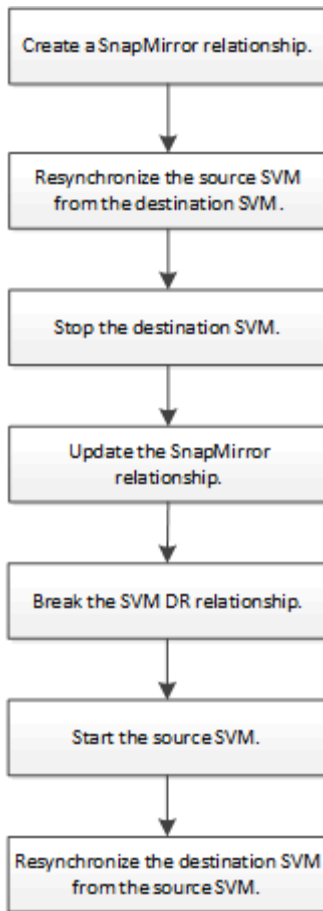 Create a SnapMirror relationship.
Resynchronize the source SVM
from the destination SVM.
Stop the destination SVM.
Update the SnapMirror
relationship.
Break the SVM DR relationship.
Start the source SVM.
Resynchronize the destination SVM
from the source SVM.